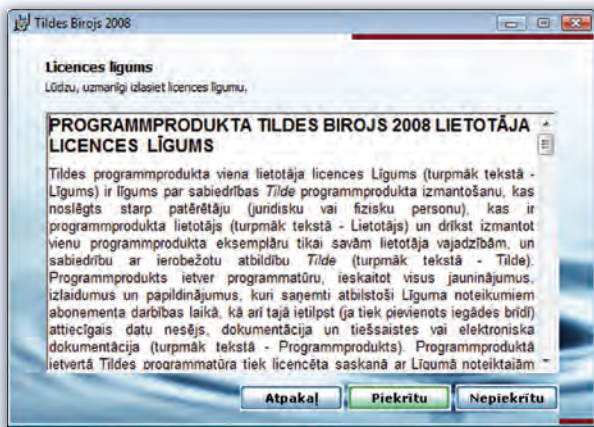 Tildes Birojs 2008
Licences līgums
Lūdzu, uzmanīgi izlasiet licences līgumu.
PROGRAMMPRODUKTA TILDES BIROJS 2008 LIETOTĀJA
LICENCES LĪGUMS
Tildes programmprodukta viena lietotāja licences Līgums (turpmāk tekstā -
Līgums) ir līgums par sabiedrības Tilde programmprodukta izmantošanu, kas
noslēgts starp patērētāju (juridisku vai fizisku personu), kas ir
programmprodukta lietotājs (turpmāk tekstā - Lietotājs) un drīkst izmantot
vienu programmprodukta eksemplāru tikai savām lietotāja vajadzībām, un
sabiedrību ar ierobežotu atbildību Tilde (turpmāk tekstā - Tilde).
Programmprodukts ietver programmatūru, ieskaitot visus jauninājumus,
izlaidumus un papildinājumus, kuri saņemti atbilstoši Līguma noteikumiem
abonementa darbības laikā, kā arī tajā ietilpst (ja tiek pievienots iegādes brīdī)
attiecīgais datu nesējs, dokumentācija un tiešsaistes vai elektroniska
dokumentācija (turpmāk tekstā - Programmprodukts). Programmproduktā
ietvertā Tildes programmatūra tiek licencēta saskaņā ar Līgumā noteiktajām
Atpakaļ
Piekrītu
Nepiekrītu